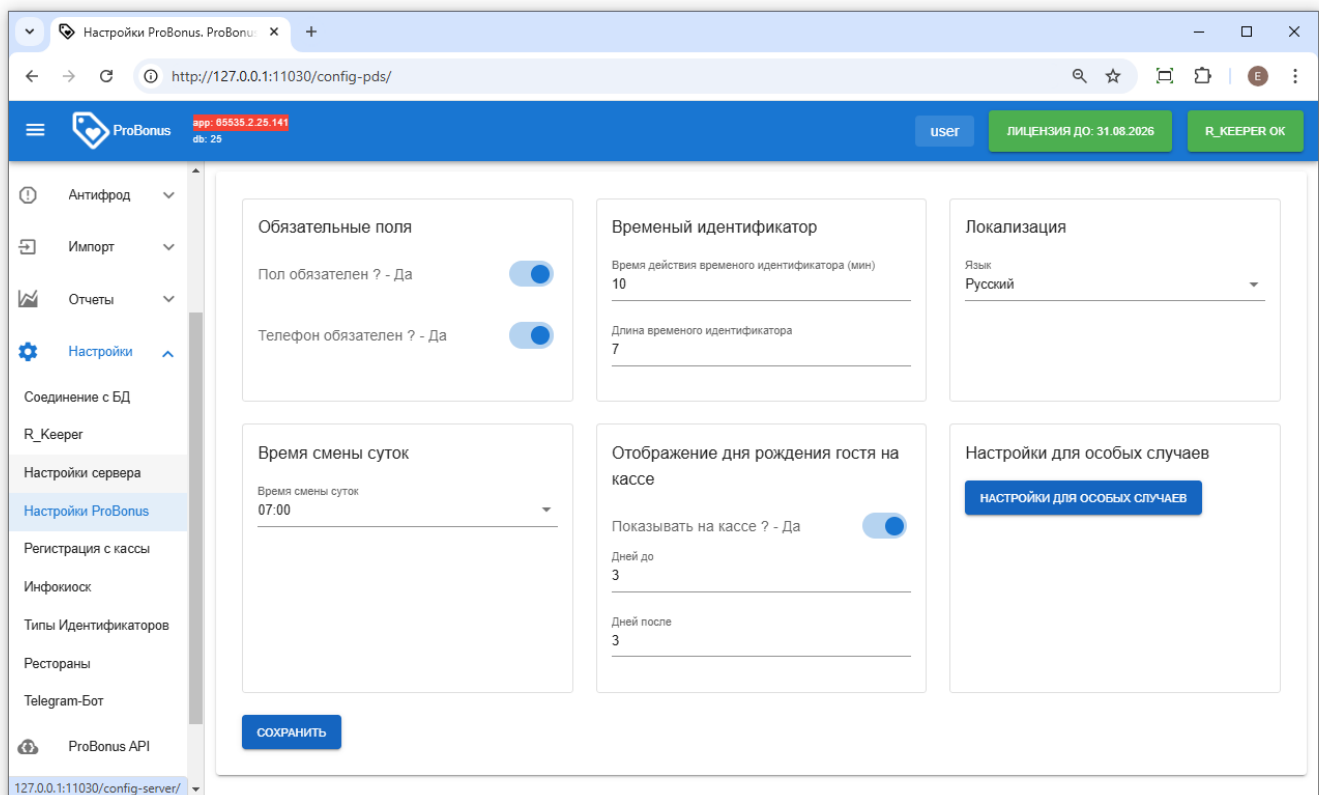 Настройки ProBonus. ProBonu
http://127.0.0.1:11030/config-pds/
E
ProBonus
app: 65535.2.25.141
db: 25
user
ЛИЦЕНЗИЯ ДО: 31.08.2026
R_KEEPER ОК
Антифрод
Импорт
Отчеты
Настройки
Соединение с БД
R_Keeper
Настройки сервера
Настройки ProBonus
Регистрация с кассы
Инфокиоск
Типы Идентификаторов
Рестораны
Telegram-Бот
ProBonus API
127.0.0.1:11030/config-server/
Обязательные поля
Пол обязателен ? - Да
Телефон обязателен ? - Да
Временый идентификатор
Время действия временого идентификатора (мин)
10
Длина временого идентификатора
7
Локализация
Язык
Русский
Время смены суток
Время смены суток
07:00
Отображение дня рождения гостя на
кассе
Показывать на кассе ? - Да
Дней до
3
Дней после
3
Настройки для особых случаев
НАСТРОЙКИ ДЛЯ ОСОБЫХ СЛУЧАЕВ
СОХРАНИТЬ